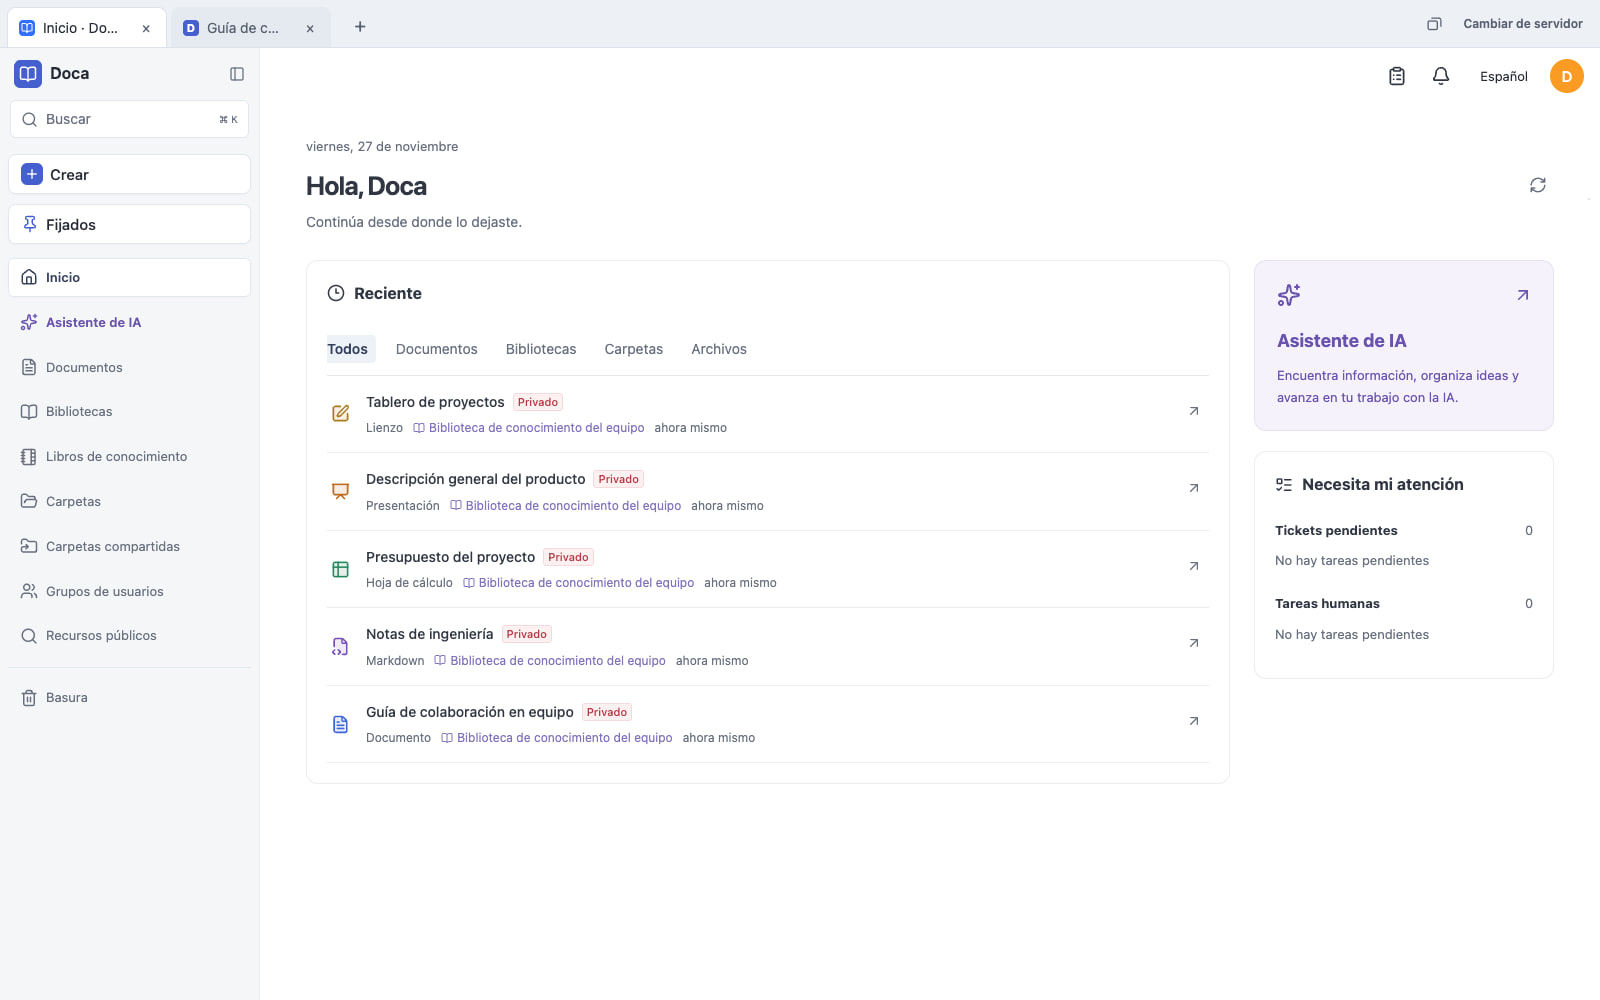 Inicio · Do...
Guía de c...
Cambiar de servidor
Doca
Buscar
⌘ K
Crear
Fijados
Inicio
Asistente de IA
Documentos
Bibliotecas
Libros de conocimiento
Carpetas
Carpetas compartidas
Grupos de usuarios
Recursos públicos
Basura
Español
D
viernes, 27 de noviembre
Hola, Doca
Continúa desde donde lo dejaste.
Reciente
Todos Documentos Bibliotecas Carpetas Archivos
Tablero de proyectos Privado
Lienzo Biblioteca de conocimiento del equipo ahora mismo
Descripción general del producto Privado
Presentación Biblioteca de conocimiento del equipo ahora mismo
Presupuesto del proyecto Privado
Hoja de cálculo Biblioteca de conocimiento del equipo ahora mismo
Notas de ingeniería Privado
Markdown Biblioteca de conocimiento del equipo ahora mismo
Guía de colaboración en equipo Privado
Documento Biblioteca de conocimiento del equipo ahora mismo
Asistente de IA
Encuentra información, organiza ideas y
avanza en tu trabajo con la IA.
Necesita mi atención
Tickets pendientes 0
No hay tareas pendientes
Tareas humanas 0
No hay tareas pendientes